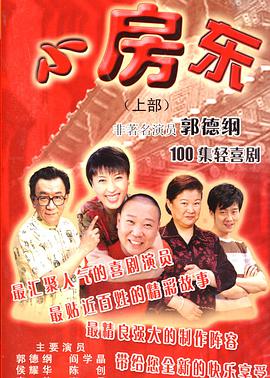 小房东
(上部)
非著名演员 郭德纲
100集轻喜剧
最汇聚人气的喜剧演员
最贴近百姓的精彩故事
最精良强大的制作阵容
带给您全新的快乐享受
主要演员
郭德纲 阎学晶
侯耀华 陈创